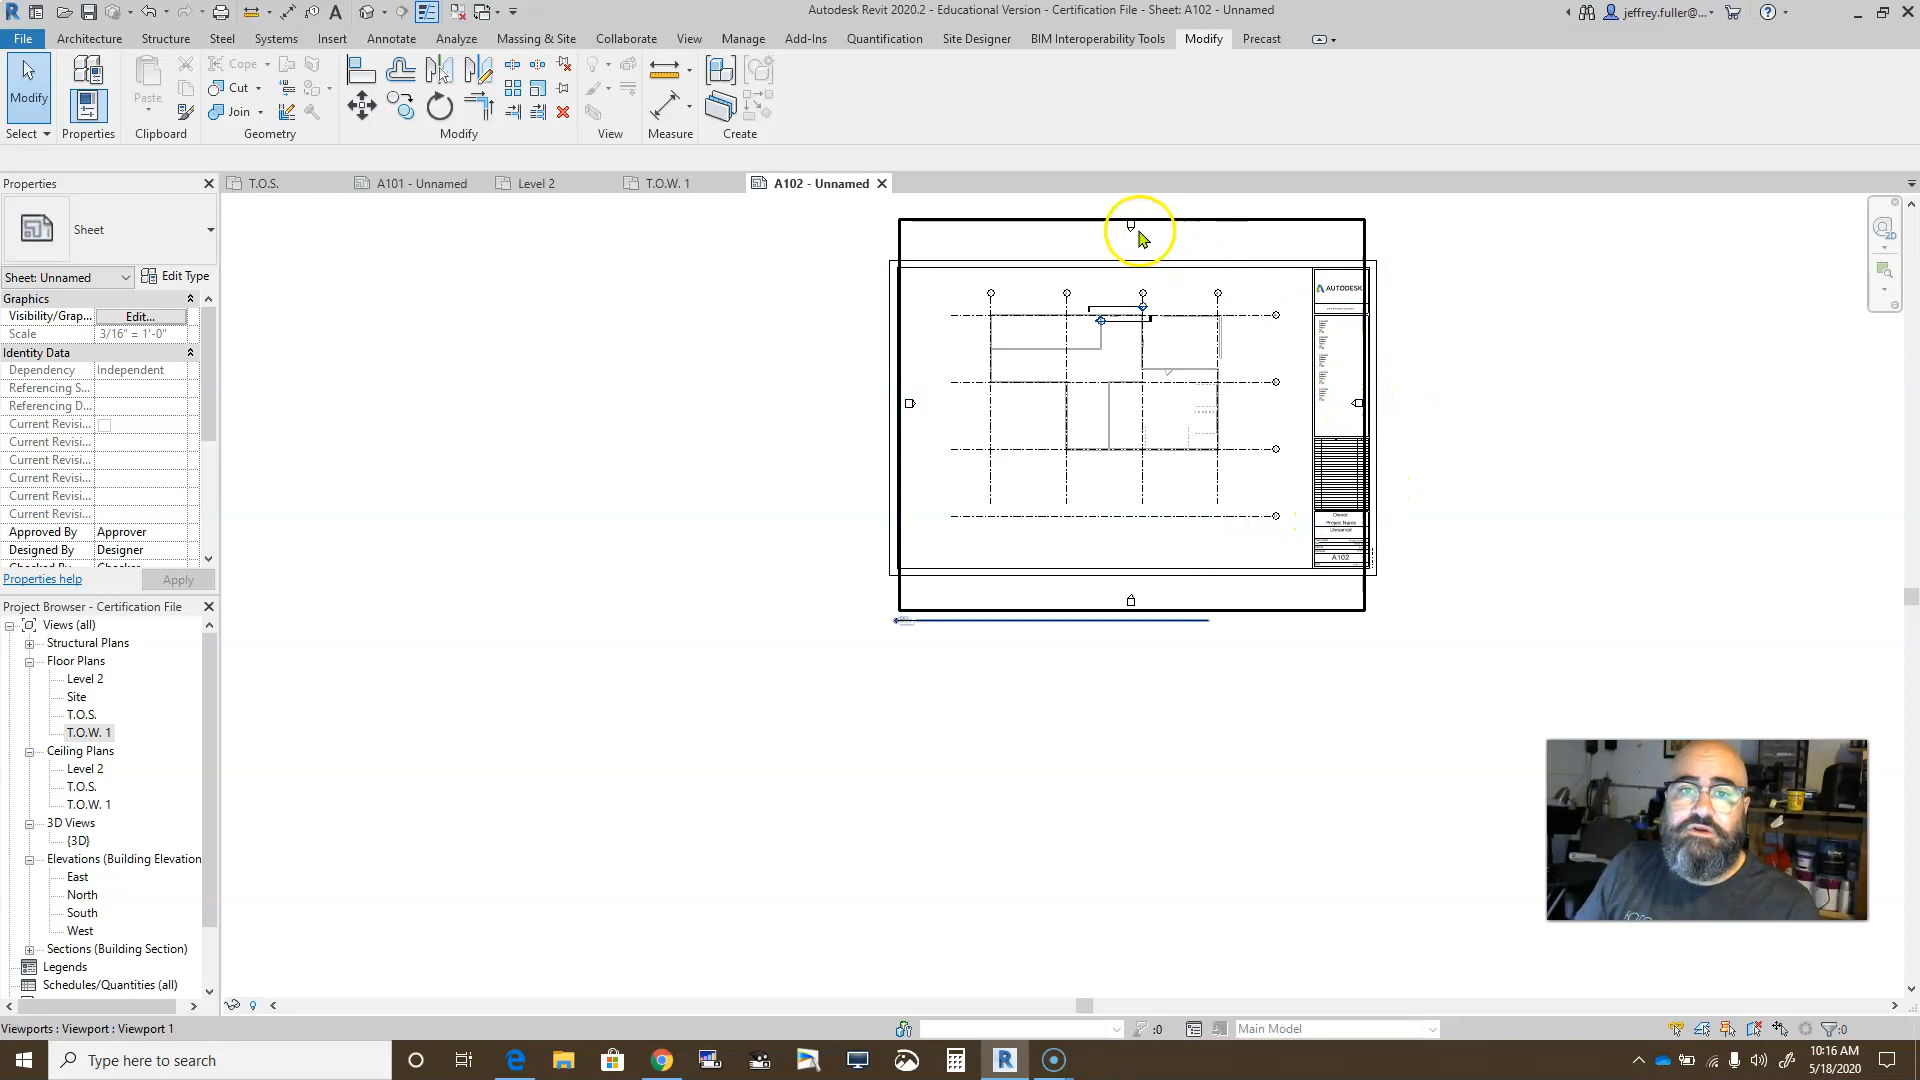 Autodesk Revit 2020.2 - Educational Version - Certification File - Sheet: A102 - Unnamed
jeffrey.fuller@...
File Architecture Structure Steel Systems Insert Annotate Analyze Massing & Site Collaborate View Manage Add-Ins Quantification Site Designer BIM Interoperability Tools Modify Precast
Modify
Paste
Cope
Cut
Join
Select Properties Clipboard Geometry Modify View Measure Create
Properties
T.O.S. A101 - Unnamed Level 2 T.O.W. 1 A102 - Unnamed
Sheet
Sheet: Unnamed Edit Type
Graphics
Visibility/Grap... Edit...
Scale 3/16" = 1'-0"
Identity Data
Dependency Independent
Referencing S...
Referencing D...
Current Revisi...
Current Revisi...
Current Revisi...
Current Revisi...
Current Revisi...
Current Revisi...
Approved By Approver
Designed By Designer
Properties help Apply
Project Browser - Certification File
Views (all)
Structural Plans
Floor Plans
Level 2
Site
T.O.S.
T.O.W. 1
Ceiling Plans
Level 2
T.O.S.
T.O.W. 1
3D Views
{3D}
Elevations (Building Elevation
East
North
South
West
Sections (Building Section)
Legends
Schedules/Quantities (all)
AUTODESK
Owner
Project Name
Unnamed
A102
2D
Viewports : Viewport : Viewport 1
:0
Main Model
:0
Type here to search
10:16 AM
5/18/2020